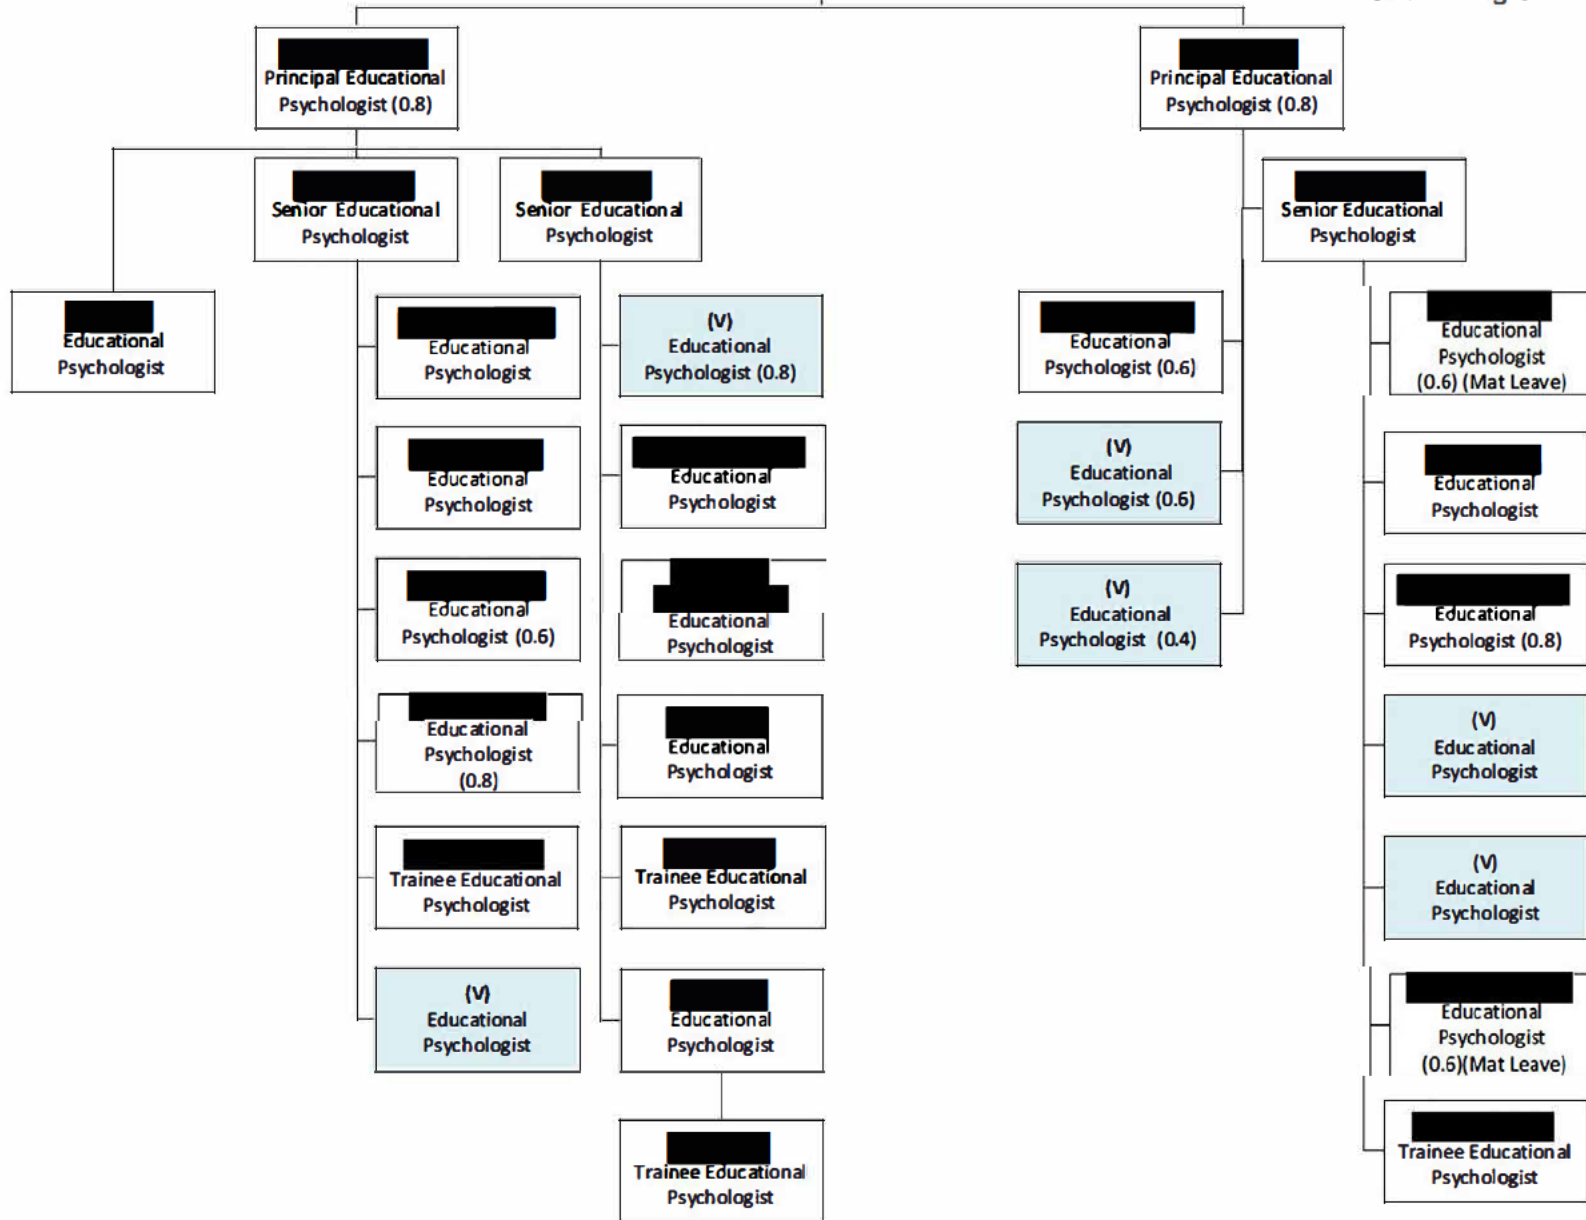 Principal Educational
Psychologist (0.8)
Principal Educational
Psychologist (0.8)
Senior Educational
Psychologist
Senior Educational
Psychologist
Senior Educational
Psychologist
Educational
Psychologist
Educational
Psychologist
(V)
Educational
Psychologist (0.8)
Educational
Psychologist (0.6)
Educational
Psychologist
(0.6) (Mat Leave)
Educational
Psychologist
Educational
Psychologist
(V)
Educational
Psychologist (0.6)
Educational
Psychologist
Educational
Psychologist (0.6)
Educational
Psychologist
(V)
Educational
Psychologist (0.4)
Educational
Psychologist (0.8)
Educational
Psychologist
(0.8)
Educational
Psychologist
(V)
Educational
Psychologist
Trainee Educational
Psychologist
Trainee Educational
Psychologist
(V)
Educational
Psychologist
(V)
Educational
Psychologist
Educational
Psychologist
Educational
Psychologist
(0.6)(Mat Leave)
Trainee Educational
Psychologist
Trainee Educational
Psychologist